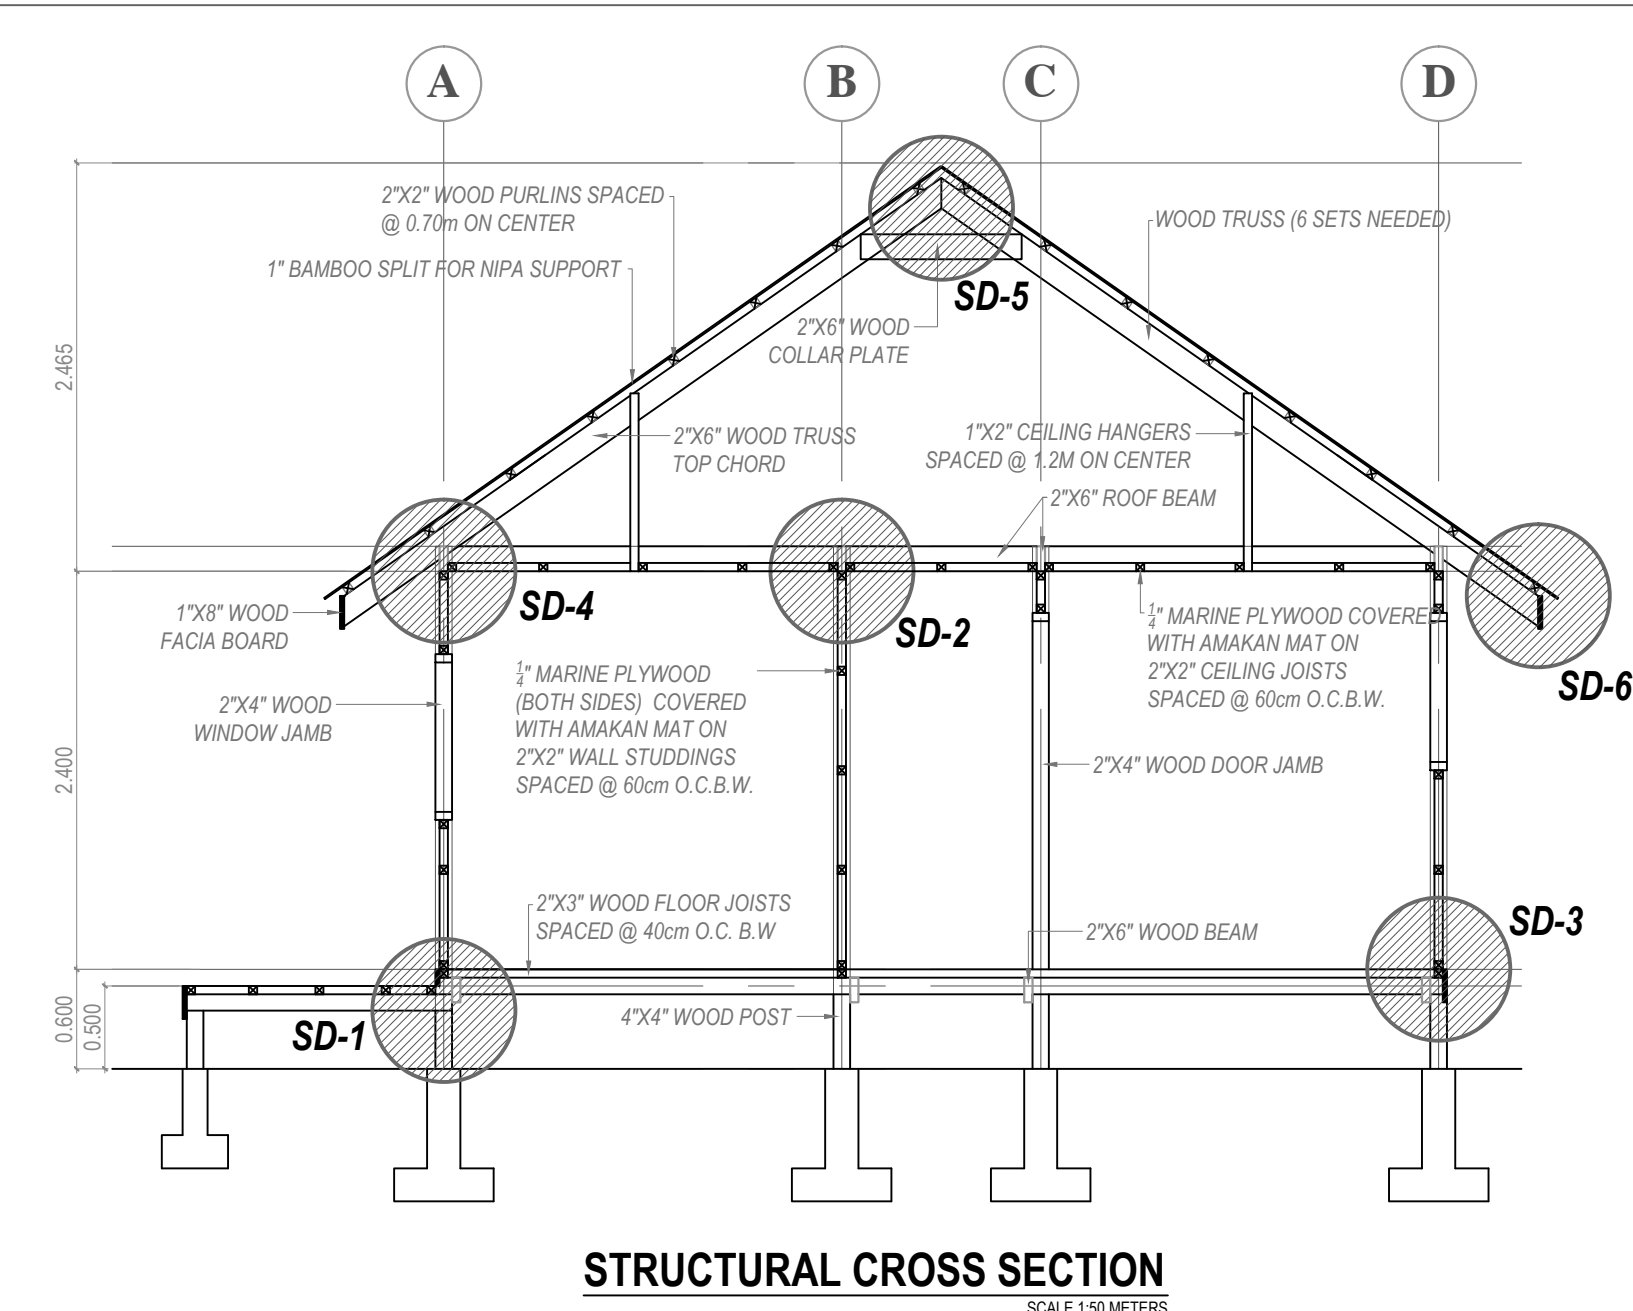 A
B
C
D
2"X2" WOOD PURLINS SPACED
@ 0.70m ON CENTER
WOOD TRUSS (6 SETS NEEDED)
1" BAMBOO SPLIT FOR NIPA SUPPORT
SD-5
2"X6" WOOD
COLLAR PLATE
2.465
2"X6" WOOD TRUSS
TOP CHORD
1"X2" CEILING HANGERS
SPACED @ 1.2M ON CENTER
2"X6" ROOF BEAM
SD-4
SD-2
1"X8" WOOD
FACIA BOARD
1/4" MARINE PLYWOOD COVERED
WITH AMAKAN MAT ON
2"X2" CEILING JOISTS
SPACED @ 60cm O.C.B.W.
SD-6
1/4" MARINE PLYWOOD
(BOTH SIDES) COVERED
WITH AMAKAN MAT ON
2"X2" WALL STUDDINGS
SPACED @ 60cm O.C.B.W.
2"X4" WOOD
WINDOW JAMB
2.400
2"X4" WOOD DOOR JAMB
2"X3" WOOD FLOOR JOISTS
SPACED @ 40cm O.C. B.W
2"X6" WOOD BEAM
SD-3
0.600
0.500
SD-1
4"X4" WOOD POST
STRUCTURAL CROSS SECTION
SCALE 1:50 METERS